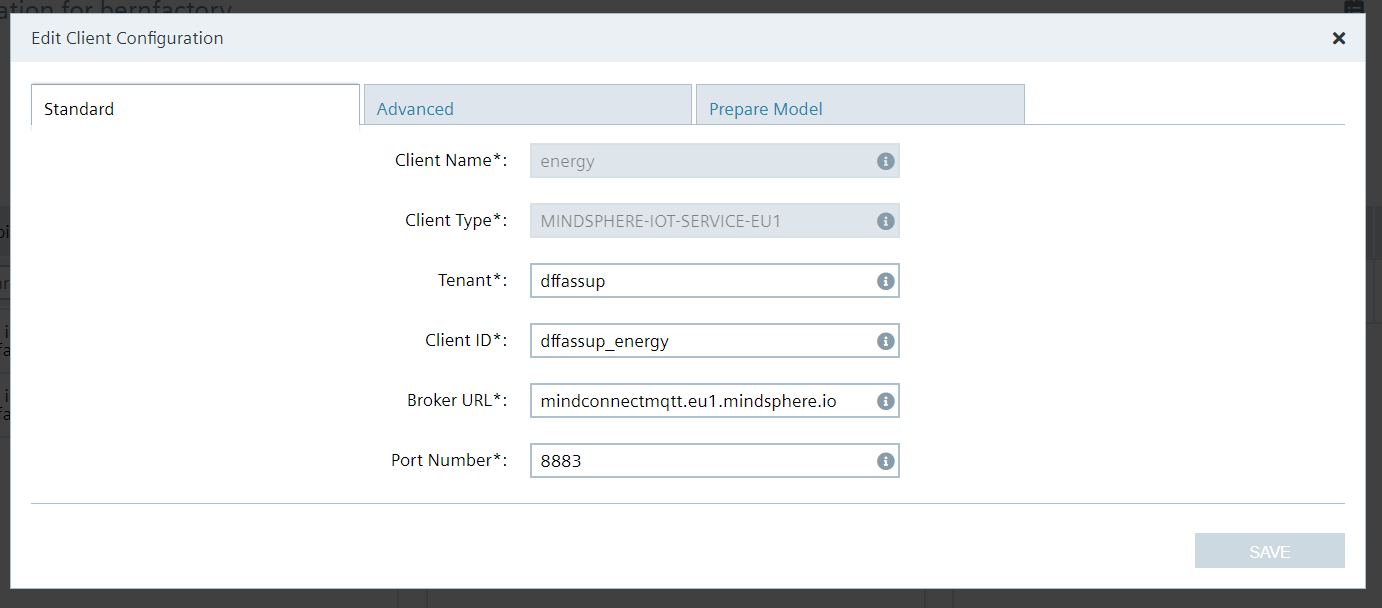 ation for bernfactory
Edit Client Configuration
Standard
Advanced
Prepare Model
Client Name*: energy
Client Type*: MINDSPHERE-IOT-SERVICE-EU1
Tenant*: dffassup
Client ID*: dffassup_energy
Broker URL*: mindconnectmqtt.eu1.mindsphere.io
Port Number*: 8883
SAVE